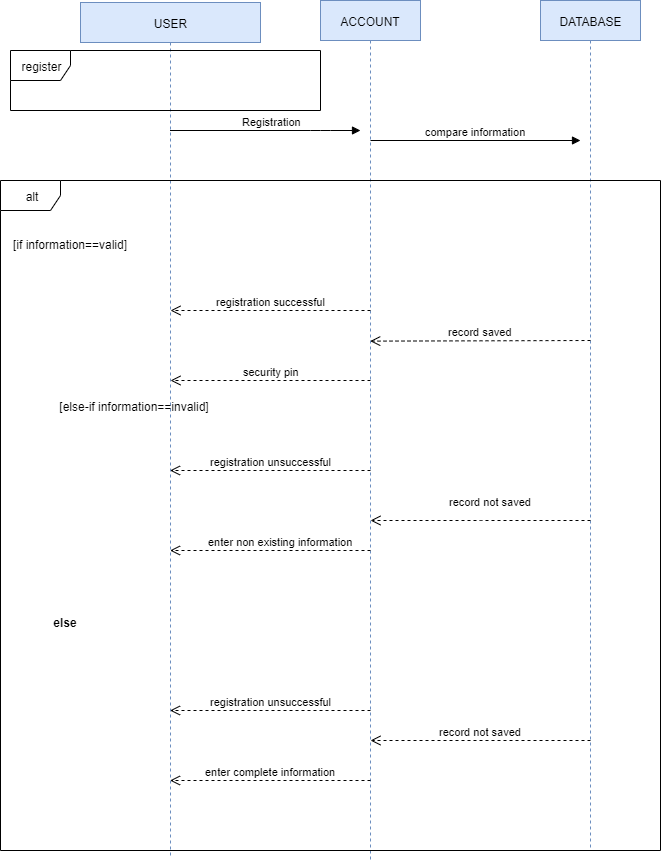 USER
ACCOUNT
DATABASE
register
Registration
compare information
alt
[if information==valid]
registration successful
record saved
security pin
[else-if information==invalid]
registration unsuccessful
record not saved
enter non existing information
else
registration unsuccessful
record not saved
enter complete information